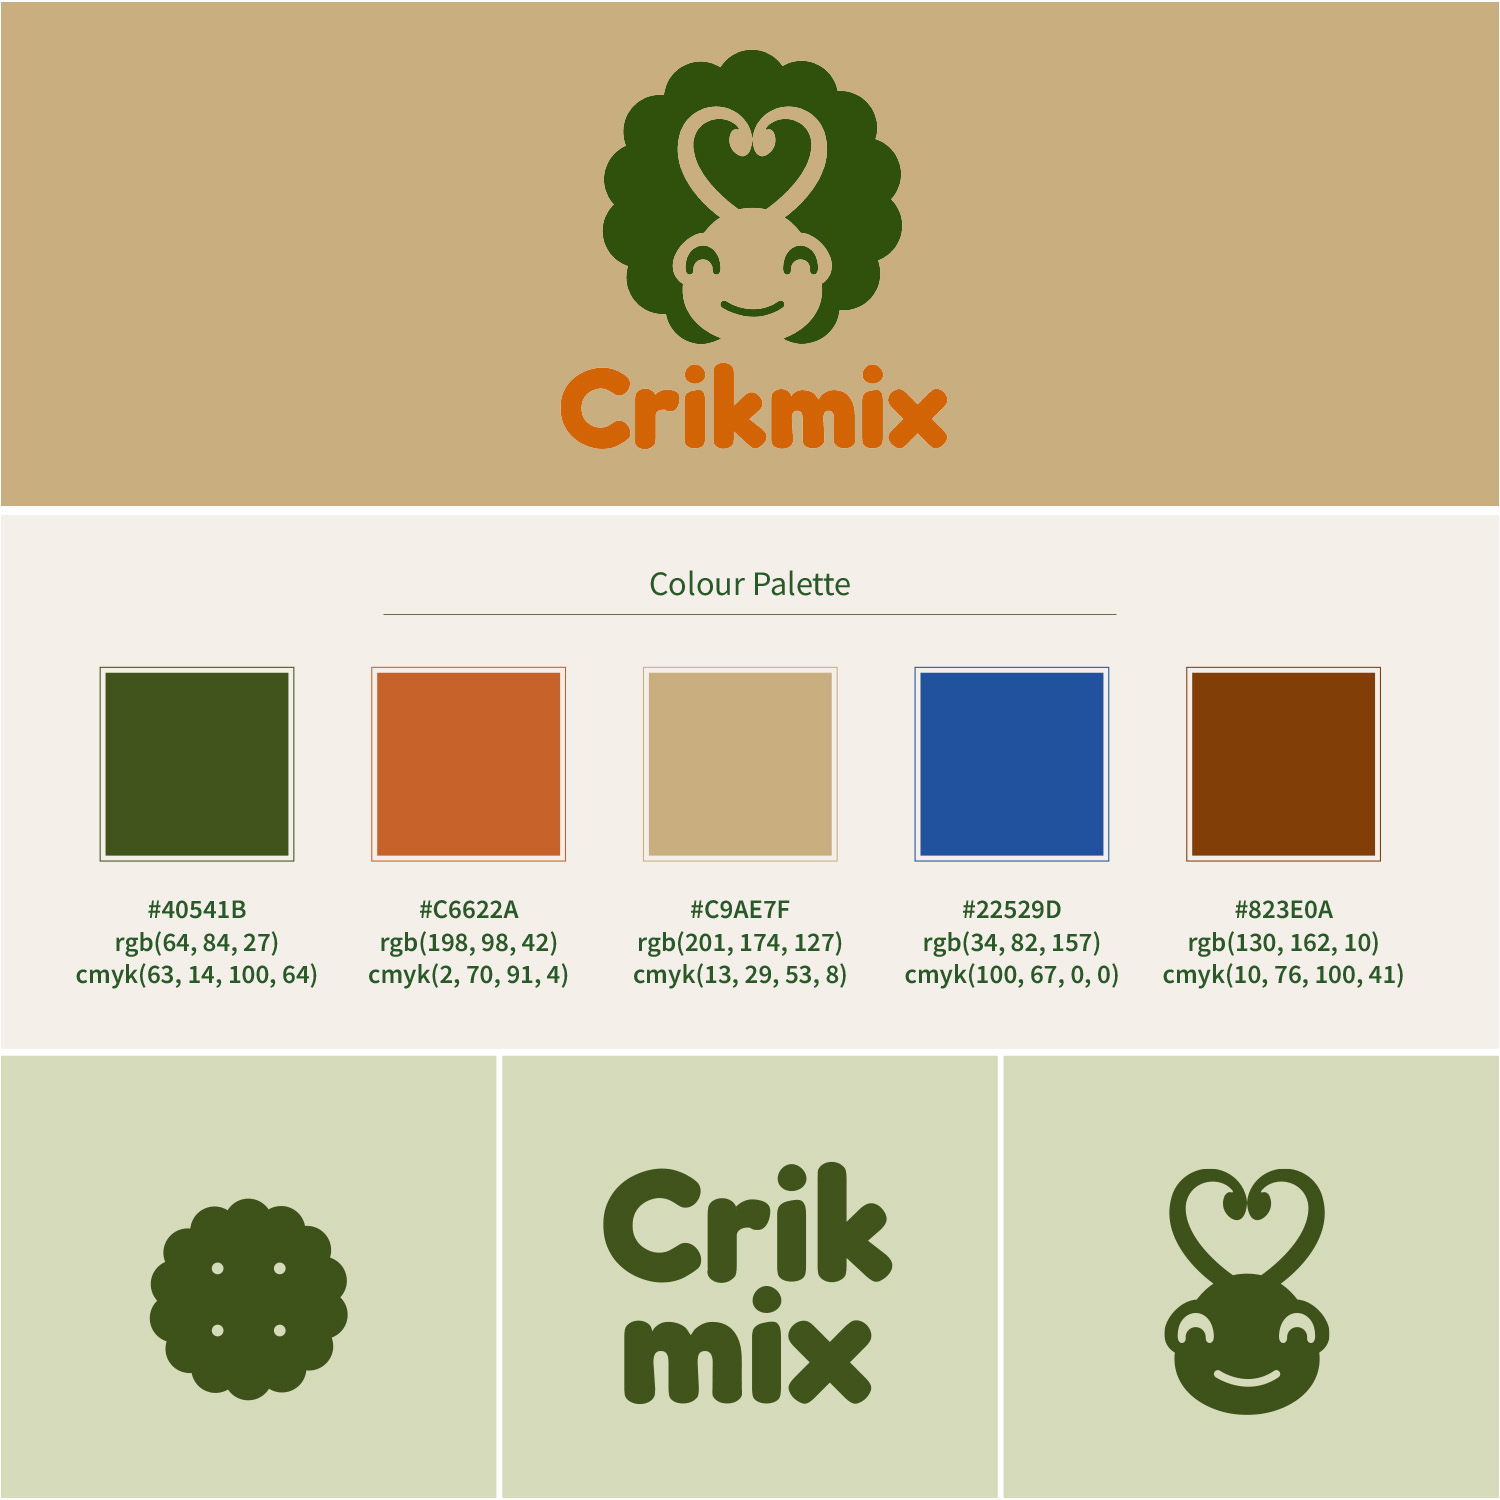 Crikmix
Colour Palette
#40541B
rgb(64, 84, 27)
cmyk(63, 14, 100, 64)
#C6622A
rgb(198, 98, 42)
cmyk(2, 70, 91, 4)
#C9AE7F
rgb(201, 174, 127)
cmyk(13, 29, 53, 8)
#22529D
rgb(34, 82, 157)
cmyk(100, 67, 0, 0)
#823E0A
rgb(130, 162, 10)
cmyk(10, 76, 100, 41)
Crik
mix